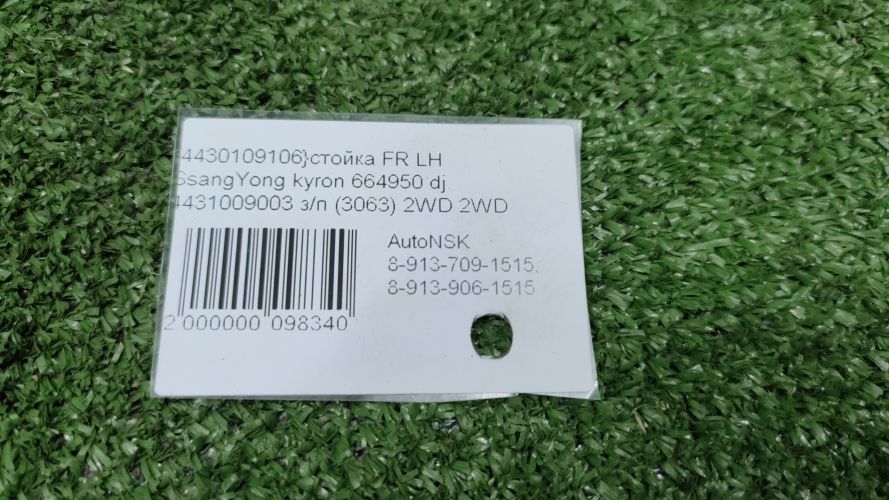 4430109106}стойка FR LH
SsangYong kyron 664950 dj
4431009003 з/п (3063) 2WD 2WD
AutoNSK
8-913-709-1515,
8-913-906-1515
2 000000 098340